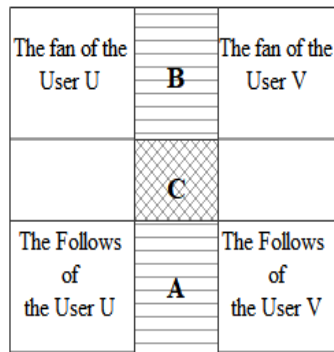 The fan of the
User U
B
The fan of the
User V
C
The Follows
of
the User U
A
The Follows
of
the User V